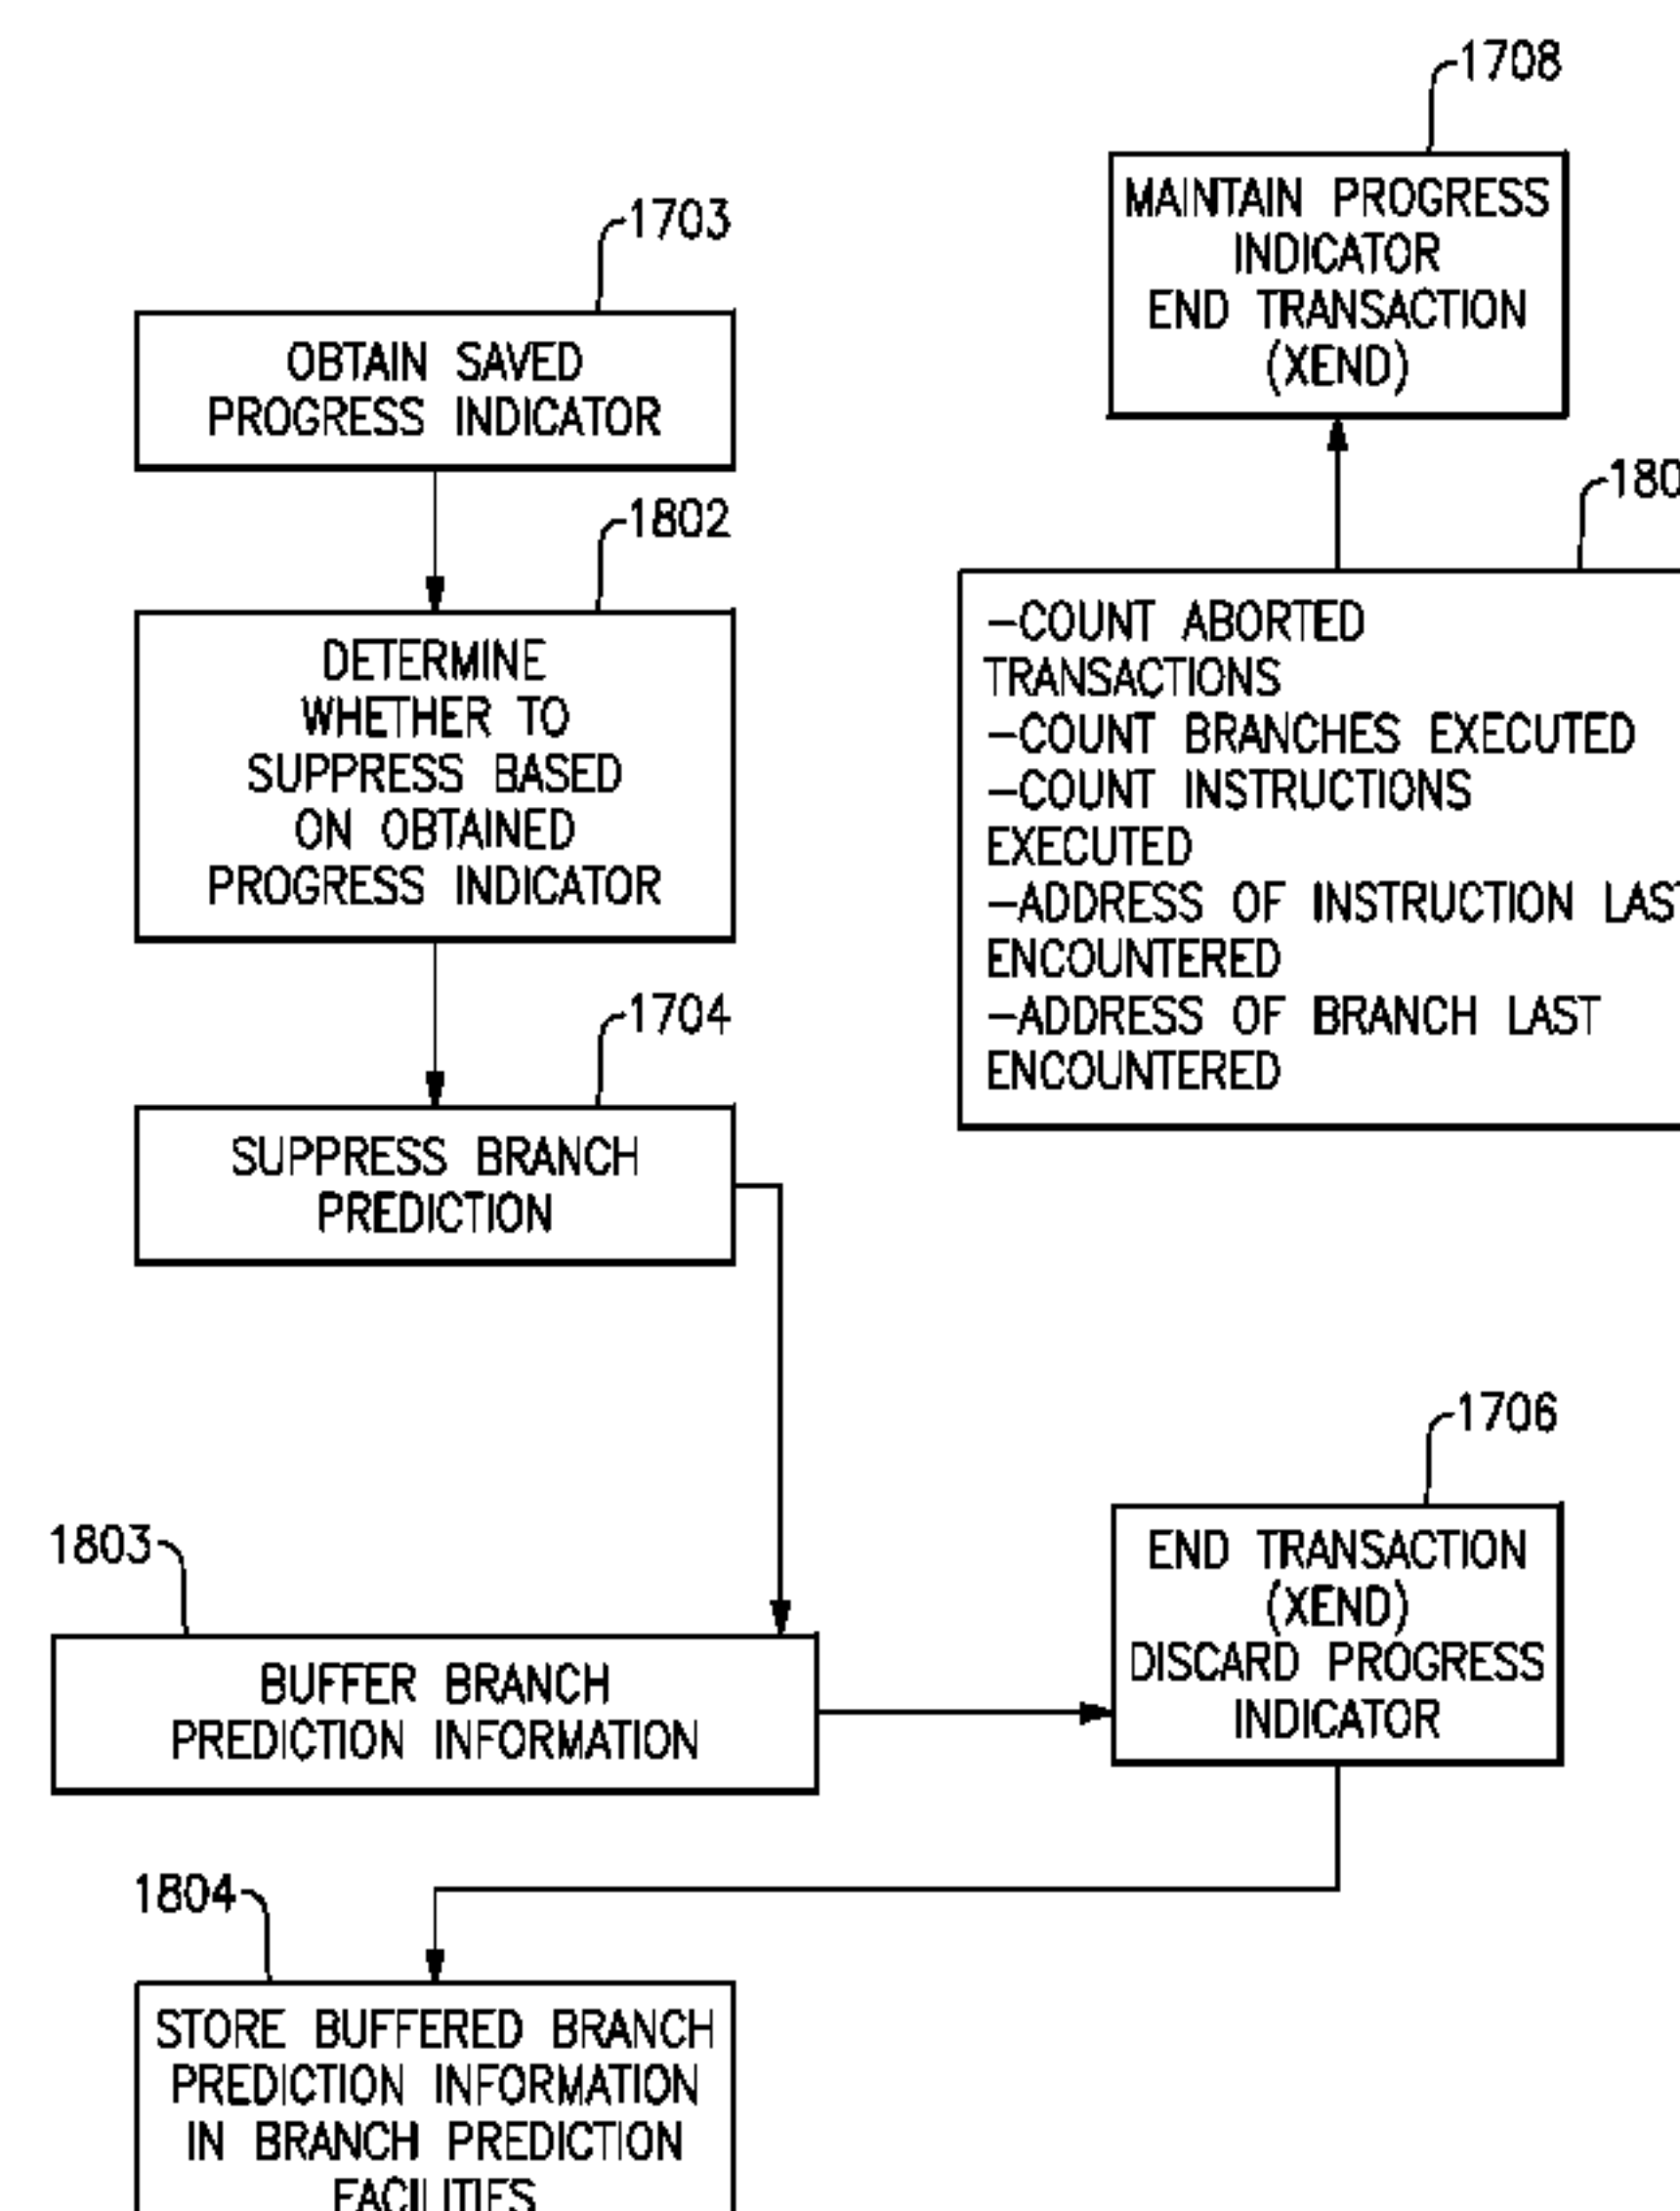 1703
OBTAIN SAVED
PROGRESS INDICATOR
1802
DETERMINE
WHETHER TO
SUPPRESS BASED
ON OBTAINED
PROGRESS INDICATOR
1704
SUPPRESS BRANCH
PREDICTION
1803
BUFFER BRANCH
PREDICTION INFORMATION
1804
STORE BUFFERED BRANCH
PREDICTION INFORMATION
IN BRANCH PREDICTION
FACILITIES
1708
MAINTAIN PROGRESS
INDICATOR
END TRANSACTION
(XEND)
-COUNT ABORTED
TRANSACTIONS
-COUNT BRANCHES EXECUTED
-COUNT INSTRUCTIONS
EXECUTED
-ADDRESS OF INSTRUCTION LAST
ENCOUNTERED
-ADDRESS OF BRANCH LAST
ENCOUNTERED
1706
END TRANSACTION
(XEND)
DISCARD PROGRESS
INDICATOR